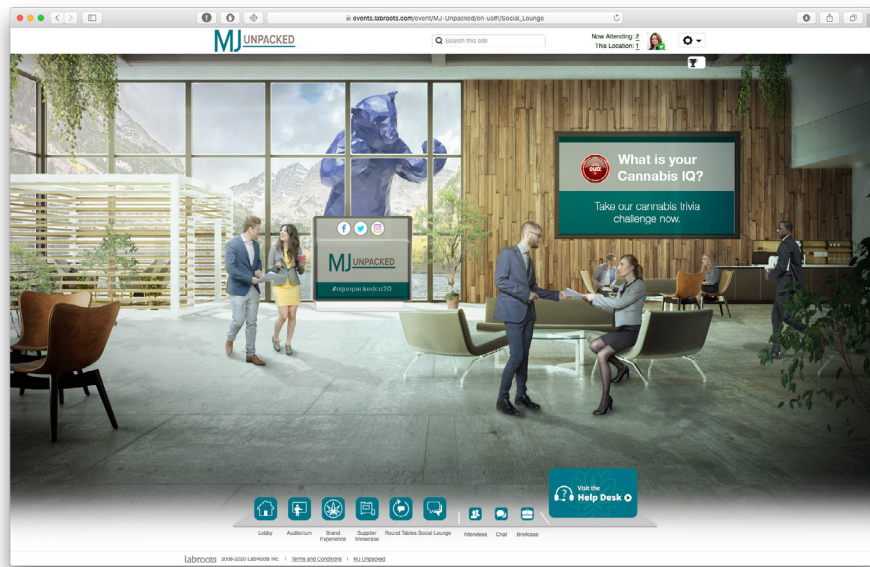 events.labroots.com/event/MJ-Unpacked/en-us#!/Social_Lounge
MJ UNPACKED
Search this site
Now Attending: 2
This Location: 1
QUIZ
What is your
Cannabis IQ?
Take our cannabis trivia
challenge now.
MJ UNPACKED
#mjunpackedco20
Visit the
Help Desk
Lobby
Auditorium
Brand
Experience
Supplier
Showcase
Round Tables
Social Lounge
Attendees
Chat
Briefcase
labroots 2008-2020 LabRoots Inc. | Terms and Conditions | MJ Unpacked